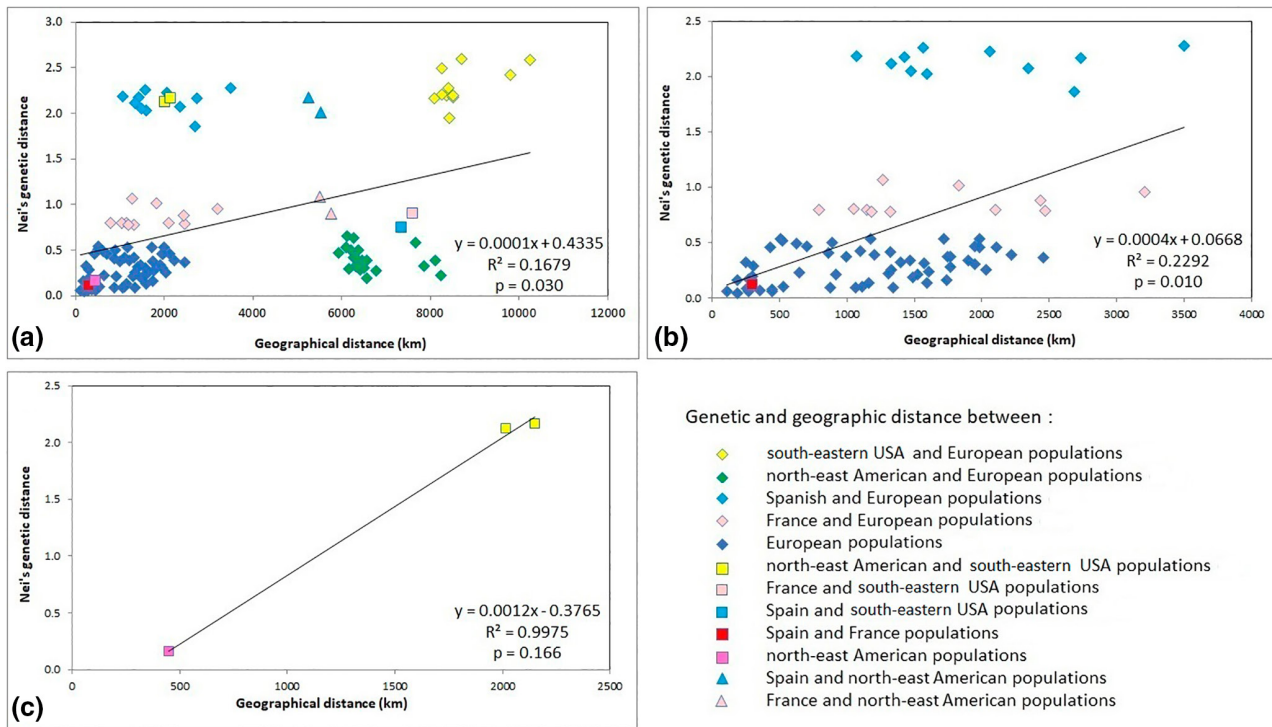 3.0
2.5
2.0
1.5
1.0
0.5
0.0
Nei's genetic distance
y = 0.0001x + 0.4335
R² = 0.1679
p = 0.030
0 2000 4000 6000 8000 10000 12000
Geographical distance (km)
(a)
2.5
2.0
1.5
1.0
0.5
0.0
Nei's genetic distance
y = 0.0004x + 0.0668
R² = 0.2292
p = 0.010
0 500 1000 1500 2000 2500 3000 3500 4000
Geographical distance (km)
(b)
2.5
2.0
1.5
1.0
0.5
0.0
Nei's genetic distance
y = 0.0012x - 0.3765
R² = 0.9975
p = 0.166
0 500 1000 1500 2000 2500
Geographical distance (km)
(c)
Genetic and geographic distance between :
south-eastern USA and European populations
north-east American and European populations
Spanish and European populations
France and European populations
European populations
north-east American and south-eastern USA populations
France and south-eastern USA populations
Spain and south-eastern USA populations
Spain and France populations
north-east American populations
Spain and north-east American populations
France and north-east American populations